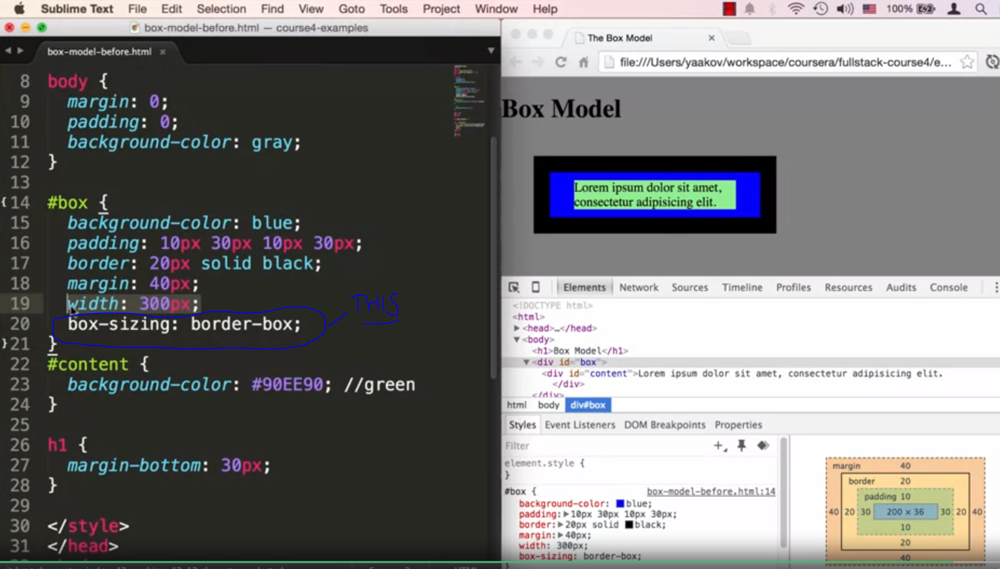 Sublime Text File Edit Selection Find View Goto Tools Project Window Help 100%
box-model-before.html — course4-examples
box-model-before.html
8 body {
9 margin: 0;
10 padding: 0;
11 background-color: gray;
12 }
13
14 #box {
15 background-color: blue;
16 padding: 10px 30px 10px 30px;
17 border: 20px solid black;
18 margin: 40px;
19 width: 300px;
20 box-sizing: border-box;
THIS
21 }
22 #content {
23 background-color: #90EE90; //green
24 }
25
26 h1 {
27 margin-bottom: 30px;
28 }
29
30 </style>
31 </head>
The Box Model
file:///Users/yaakov/workspace/coursera/fullstack-course4/e...
Box Model
Lorem ipsum dolor sit amet,
consectetur adipisicing elit.
Elements Network Sources Timeline Profiles Resources Audits Console
<!DOCTYPE html>
<html>
<head>…</head>
<body>
<h1>Box Model</h1>
<div id="box">
<div id="content">Lorem ipsum dolor sit amet, consectetur adipisicing elit.
</div>
</div>
html body div#box
Styles Event Listeners DOM Breakpoints Properties
Filter
element.style {
}
#box { box-model-before.html:14
background-color: blue;
padding: 10px 30px 10px 30px;
border: 20px solid black;
margin: 40px;
width: 300px;
box-sizing: border-box;
}
margin 40
border 20
padding 10
40 20 30 200 × 36 30 20 40
10
20
40